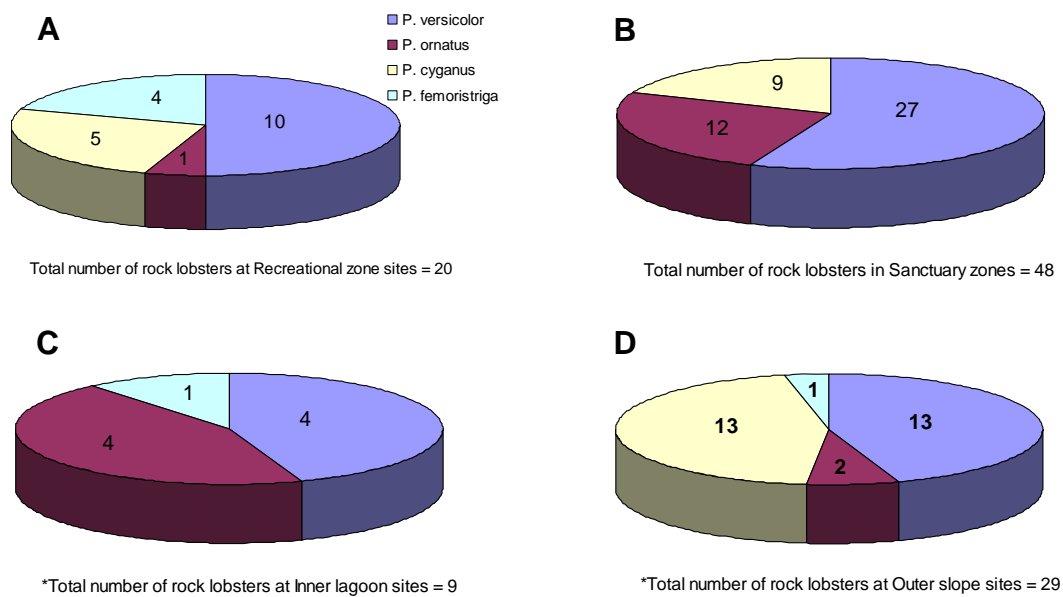 A
P. versicolor
P. ornatus
P. cyganus
P. femoristriga
4
10
5
1
Total number of rock lobsters at Recreational zone sites = 20
B
9
27
12
Total number of rock lobsters in Sanctuary zones = 48
C
1
4
4
*Total number of rock lobsters at Inner lagoon sites = 9
D
1
13
13
2
*Total number of rock lobsters at Outer slope sites = 29